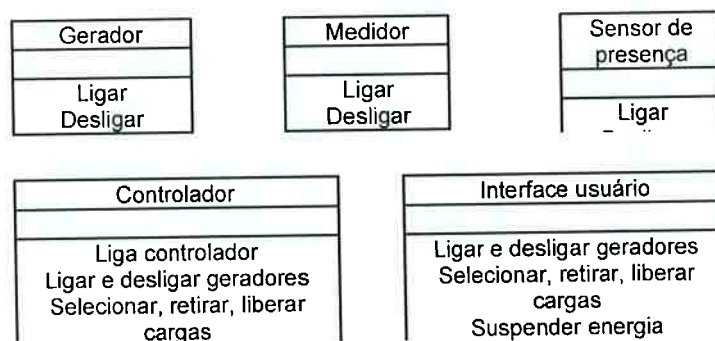 Gerador
Ligar
Desligar
Medidor
Ligar
Desligar
Sensor de
presença
Ligar
Controlador
Liga controlador
Ligar e desligar geradores
Selecionar, retirar, liberar
cargas
Interface usuário
Ligar e desligar geradores
Selecionar, retirar, liberar
cargas
Suspender energia